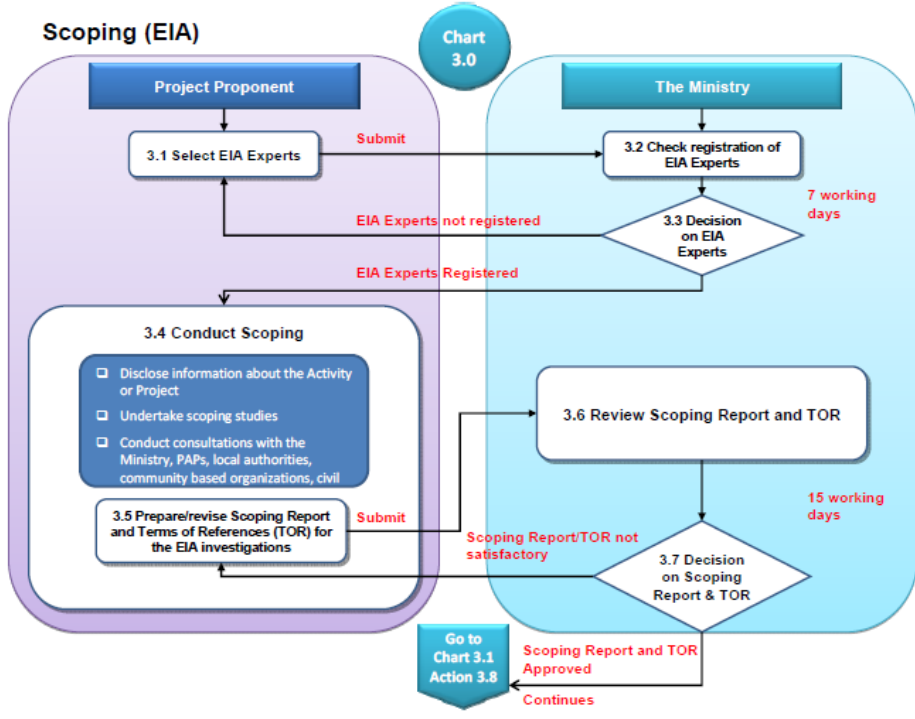 Scoping (EIA)
Chart
3.0
Project Proponent
The Ministry
3.1 Select EIA Experts
Submit
3.2 Check registration of
EIA Experts
7 working
days
EIA Experts not registered
3.3 Decision
on EIA
Experts
EIA Experts Registered
3.4 Conduct Scoping
❑ Disclose information about the Activity
or Project
❑ Undertake scoping studies
❑ Conduct consultations with the
Ministry, PAPs, local authorities,
community based organizations, civil
3.6 Review Scoping Report and TOR
3.5 Prepare/revise Scoping Report
and Terms of References (TOR) for
the EIA investigations
Submit
15 working
days
Scoping Report/TOR not
satisfactory
3.7 Decision
on Scoping
Report & TOR
Go to
Chart 3.1
Action 3.8
Scoping Report and TOR
Approved
Continues